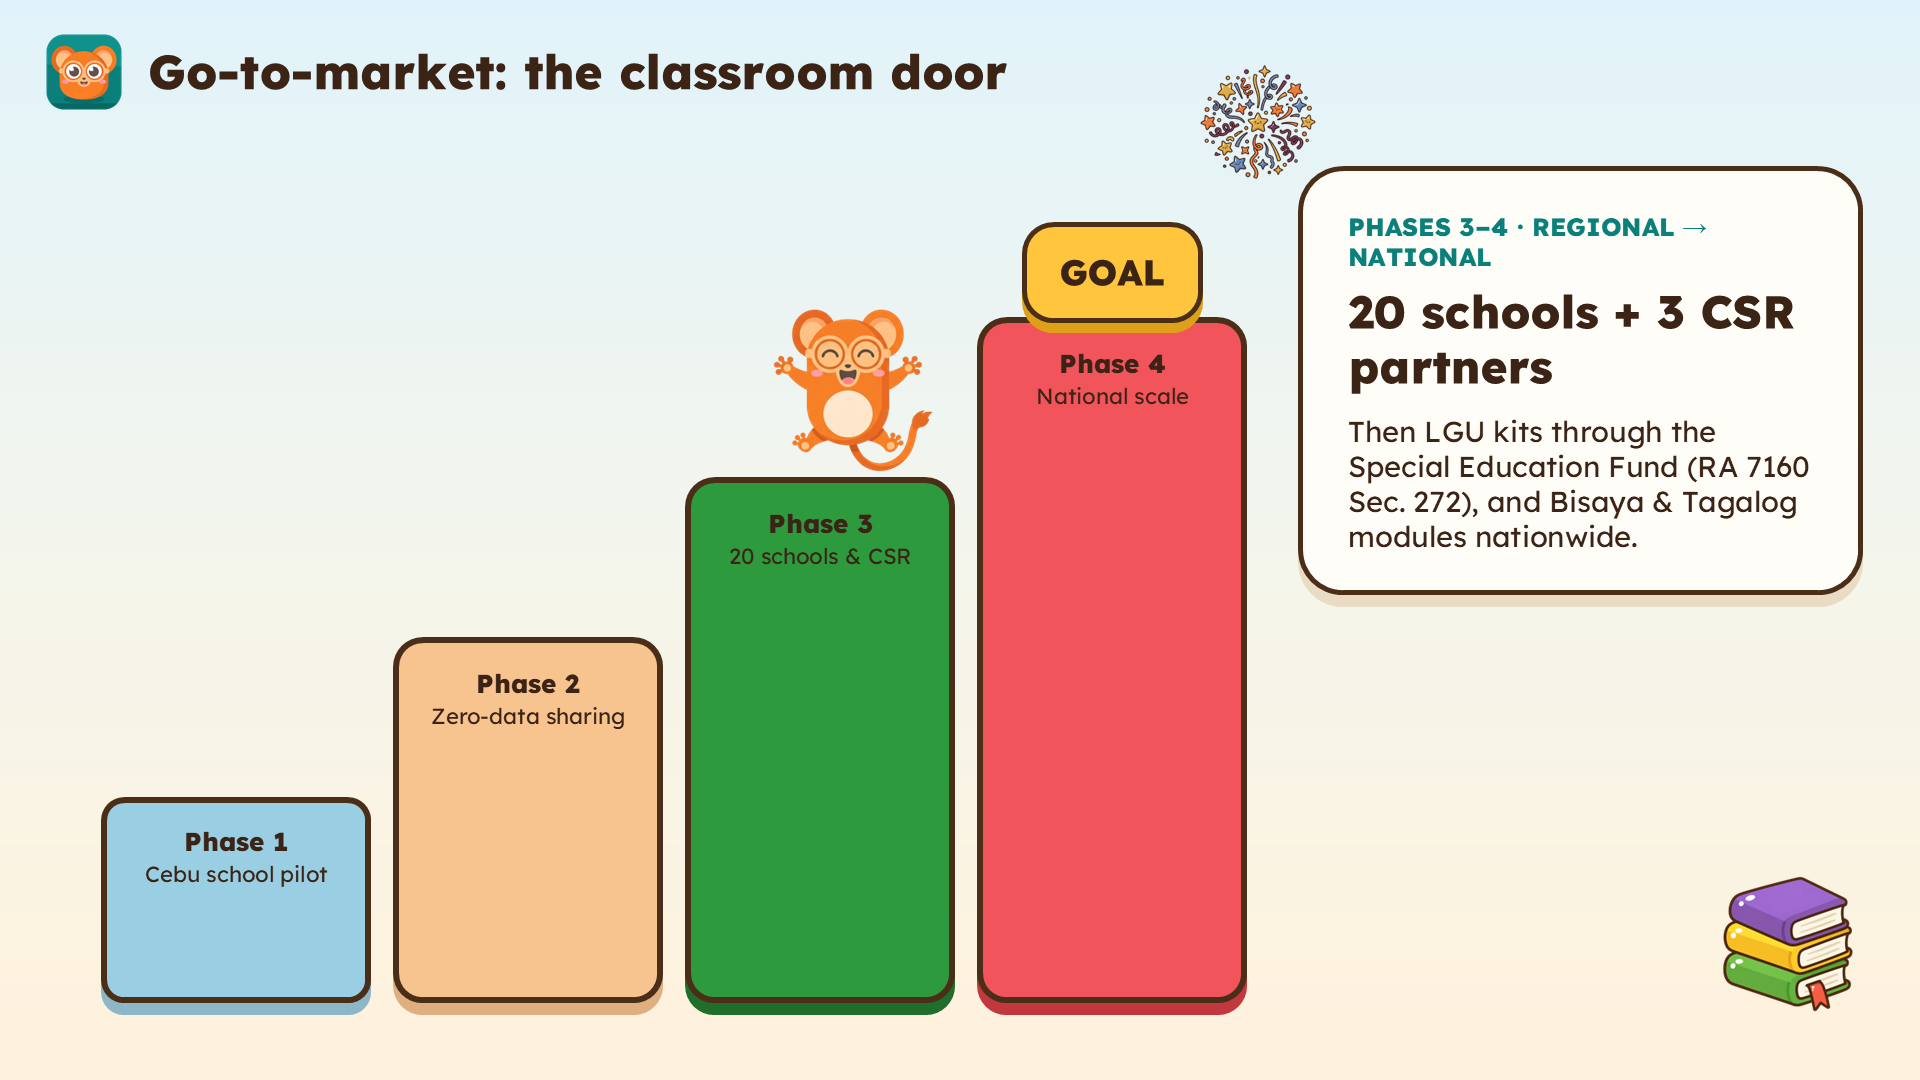 Go-to-market: the classroom door
GOAL
Phase 4
National scale
Phase 3
20 schools & CSR
Phase 2
Zero-data sharing
Phase 1
Cebu school pilot
PHASES 3–4 · REGIONAL →
NATIONAL
20 schools + 3 CSR
partners
Then LGU kits through the
Special Education Fund (RA 7160
Sec. 272), and Bisaya & Tagalog
modules nationwide.